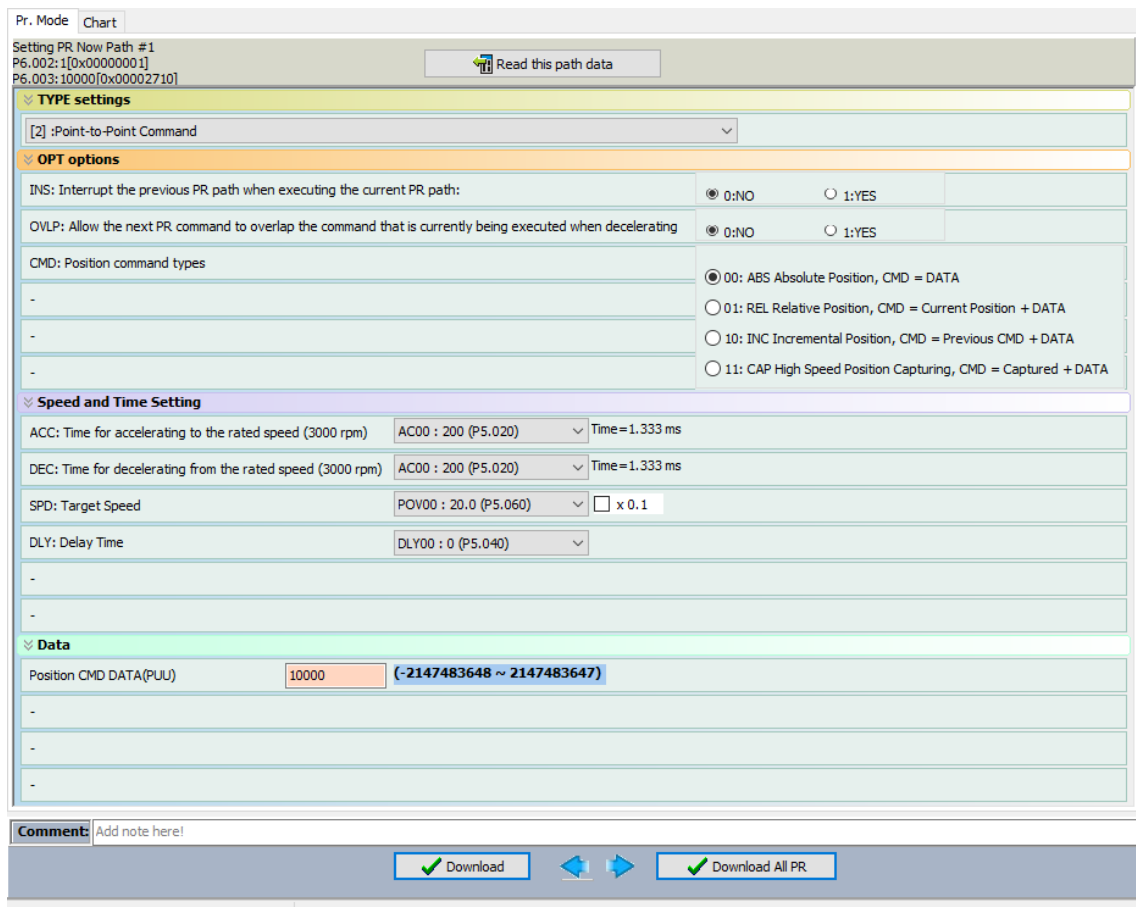 Pr. Mode Chart
Setting PR Now Path #1
P6.002:1[0x00000001]
P6.003:10000[0x00002710]
Read this path data
TYPE settings
[2] :Point-to-Point Command
OPT options
INS: Interrupt the previous PR path when executing the current PR path: 0:NO 1:YES
OVLP: Allow the next PR command to overlap the command that is currently being executed when decelerating 0:NO 1:YES
CMD: Position command types
00: ABS Absolute Position, CMD = DATA
01: REL Relative Position, CMD = Current Position + DATA
10: INC Incremental Position, CMD = Previous CMD + DATA
11: CAP High Speed Position Capturing, CMD = Captured + DATA
-
-
-
Speed and Time Setting
ACC: Time for accelerating to the rated speed (3000 rpm) AC00 : 200 (P5.020) Time=1.333 ms
DEC: Time for decelerating from the rated speed (3000 rpm) AC00 : 200 (P5.020) Time=1.333 ms
SPD: Target Speed POV00 : 20.0 (P5.060) x 0.1
DLY: Delay Time DLY00 : 0 (P5.040)
-
-
Data
Position CMD DATA(PUU) 10000 (-2147483648 ~ 2147483647)
-
-
-
Comment: Add note here!
Download Download All PR